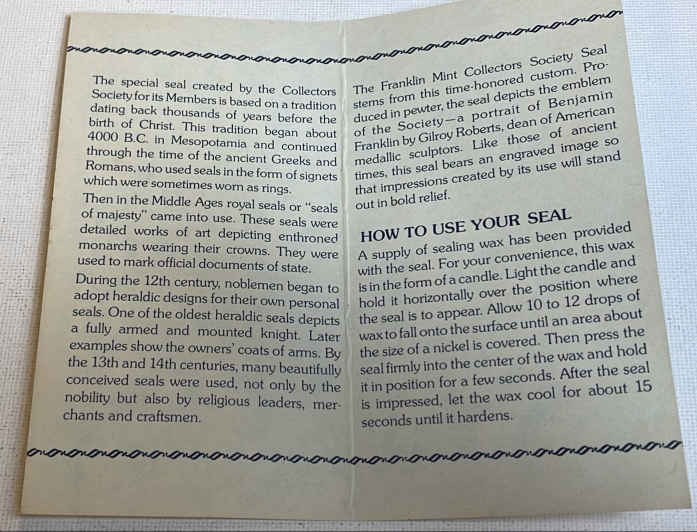 The special seal created by the Collectors
Society for its Members is based on a tradition
dating back thousands of years before the
birth of Christ. This tradition began about
4000 B.C. in Mesopotamia and continued
through the time of the ancient Greeks and
Romans, who used seals in the form of signets
which were sometimes worn as rings.
Then in the Middle Ages royal seals or “seals
of majesty” came into use. These seals were
detailed works of art depicting enthroned
monarchs wearing their crowns. They were
used to mark official documents of state.
During the 12th century, noblemen began to
adopt heraldic designs for their own personal
seals. One of the oldest heraldic seals depicts
a fully armed and mounted knight. Later
examples show the owners’ coats of arms. By
the 13th and 14th centuries, many beautifully
conceived seals were used, not only by the
nobility but also by religious leaders, mer-
chants and craftsmen.
The Franklin Mint Collectors Society Seal
stems from this time-honored custom. Pro-
duced in pewter, the seal depicts the emblem
of the Society—a portrait of Benjamin
Franklin by Gilroy Roberts, dean of American
medallic sculptors. Like those of ancient
times, this seal bears an engraved image so
that impressions created by its use will stand
out in bold relief.
HOW TO USE YOUR SEAL
A supply of sealing wax has been provided
with the seal. For your convenience, this wax
is in the form of a candle. Light the candle and
hold it horizontally over the position where
the seal is to appear. Allow 10 to 12 drops of
wax to fall onto the surface until an area about
the size of a nickel is covered. Then press the
seal firmly into the center of the wax and hold
it in position for a few seconds. After the seal
is impressed, let the wax cool for about 15
seconds until it hardens.